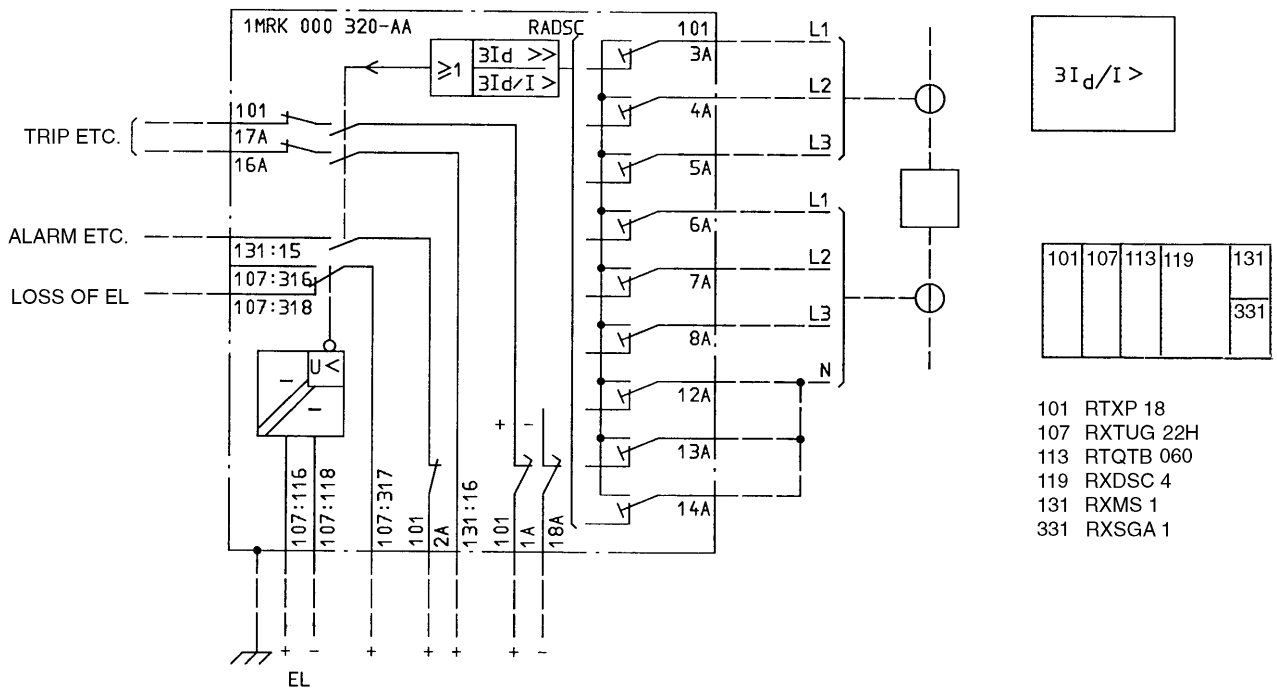 1MRK 000 320-AA
RADSC
≥1
3Id >>
3Id/I >
101
3A
L1
4A
L2
5A
L3
6A
L1
7A
L2
8A
L3
12A
N
13A
14A
3Id/I >
TRIP ETC.
101
17A
16A
ALARM ETC.
131:15
107:316
LOSS OF EL
107:318
U<
–
–
+ –
107:116
107:118
107:317
101
2A
131:16
101
1A
18A
+ – + + + + –
EL
101 107 113 119 131
331
101 RTXP 18
107 RXTUG 22H
113 RTQTB 060
119 RXDSC 4
131 RXMS 1
331 RXSGA 1